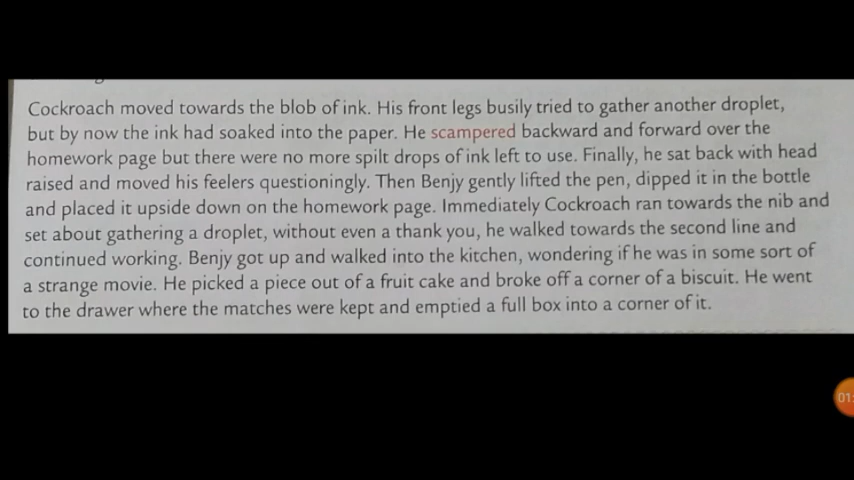 Cockroach moved towards the blob of ink. His front legs busily tried to gather another droplet,
but by now the ink had soaked into the paper. He scampered backward and forward over the
homework page but there were no more spilt drops of ink left to use. Finally, he sat back with head
raised and moved his feelers questioningly. Then Benjy gently lifted the pen, dipped it in the bottle
and placed it upside down on the homework page. Immediately Cockroach ran towards the nib and
set about gathering a droplet, without even a thank you, he walked towards the second line and
continued working. Benjy got up and walked into the kitchen, wondering if he was in some sort of
a strange movie. He picked a piece out of a fruit cake and broke off a corner of a biscuit. He went
to the drawer where the matches were kept and emptied a full box into a corner of it.
01: